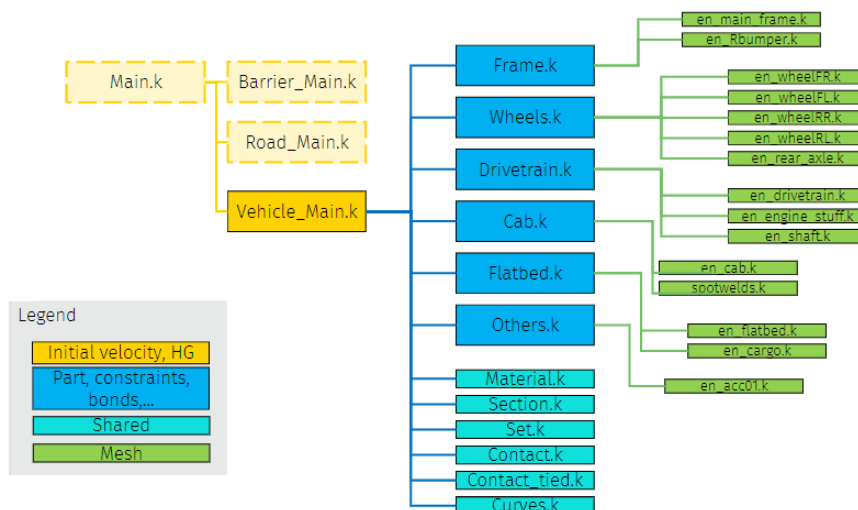 Main.k
Barrier_Main.k
Road_Main.k
Vehicle_Main.k
Frame.k
Wheels.k
Drivetrain.k
Cab.k
Flatbed.k
Others.k
Material.k
Section.k
Set.k
Contact.k
Contact_tied.k
Curves.k
en_main_frame.k
en_Rbumper.k
en_wheelFR.k
en_wheelFL.k
en_wheelRR.k
en_wheelRL.k
en_rear_axle.k
en_drivetrain.k
en_engine_stuff.k
en_shaft.k
en_cab.k
spotwelds.k
en_flatbed.k
en_cargo.k
en_acc01.k
Legend
Initial velocity, HG
Part, constraints,
bonds,...
Shared
Mesh